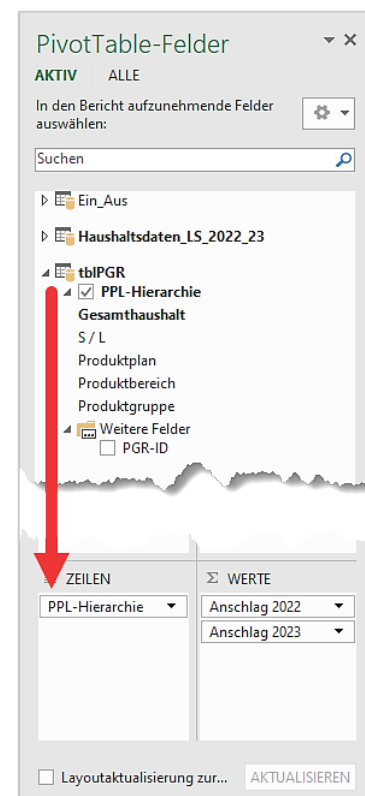 PivotTable-Felder
AKTIV ALLE
In den Bericht aufzunehmende Felder
auswählen:
Suchen
Ein_Aus
Haushaltsdaten_LS_2022_23
tblPGR
PPL-Hierarchie
Gesamthaushalt
S / L
Produktplan
Produktbereich
Produktgruppe
Weitere Felder
PGR-ID
ZEILEN
Σ WERTE
PPL-Hierarchie
Anschlag 2022
Anschlag 2023
Layoutaktualisierung zur...
AKTUALISIEREN